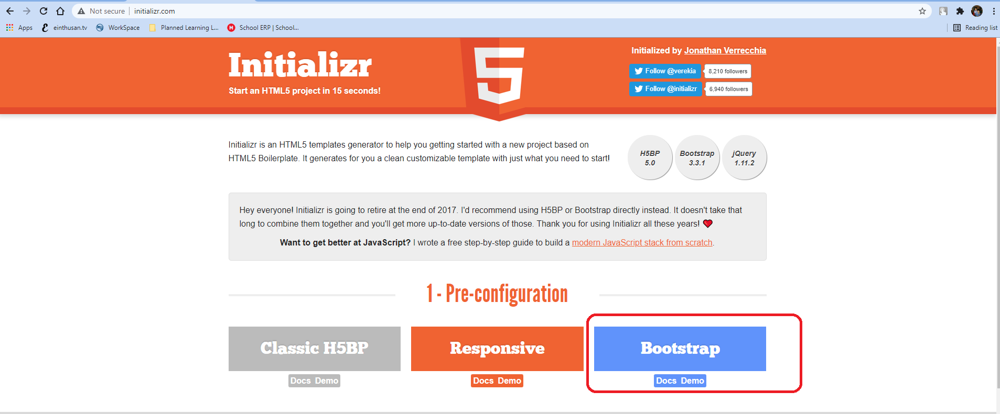 Not secure | initializr.com
Apps einthusan.tv WorkSpace Planned Learning L... School ERP | School... Reading list
Initializr
Start an HTML5 project in 15 seconds!
5
Initialized by Jonathan Verrecchia
Follow @verekia 8,210 followers
Follow @initializr 6,940 followers
Initializr is an HTML5 templates generator to help you getting started with a new project based on
HTML5 Boilerplate. It generates for you a clean customizable template with just what you need to start!
H5BP
5.0
Bootstrap
3.3.1
jQuery
1.11.2
Hey everyone! Initializr is going to retire at the end of 2017. I'd recommend using H5BP or Bootstrap directly instead. It doesn't take that
long to combine them together and you'll get more up-to-date versions of those. Thank you for using Initializr all these years! ❤
Want to get better at JavaScript? I wrote a free step-by-step guide to build a modern JavaScript stack from scratch.
1 - Pre-configuration
Classic H5BP
Docs Demo
Responsive
Docs Demo
Bootstrap
Docs Demo